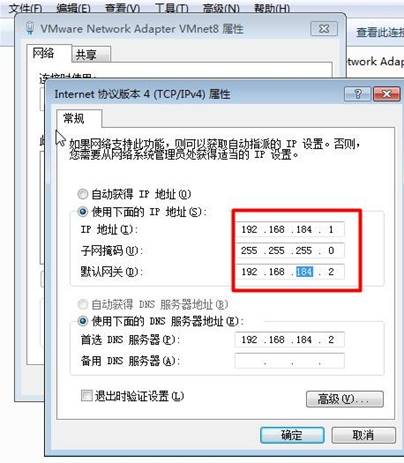 文件(F) 编辑(E) 查看(V) 工具(T) 高级(N) 帮助(H)
VMware Network Adapter VMnet8 属性
查看此连接
网络 共享
连接时使用:
etwork Adap
Internet 协议版本 4 (TCP/IPv4) 属性
常规
如果网络支持此功能，则可以获取自动指派的 IP 设置。否则，
您需要从网络系统管理员处获得适当的 IP 设置。
自动获得 IP 地址(O)
使用下面的 IP 地址(S):
IP 地址(I): 192 .168 .184 . 1
子网掩码(U): 255 .255 .255 . 0
默认网关(D): 192 .168 .184 . 2
自动获得 DNS 服务器地址(B)
使用下面的 DNS 服务器地址(E):
首选 DNS 服务器(P): 192 .168 .184 . 2
备用 DNS 服务器(A): . . .
退出时验证设置(L)
高级(V)...
确定 取消